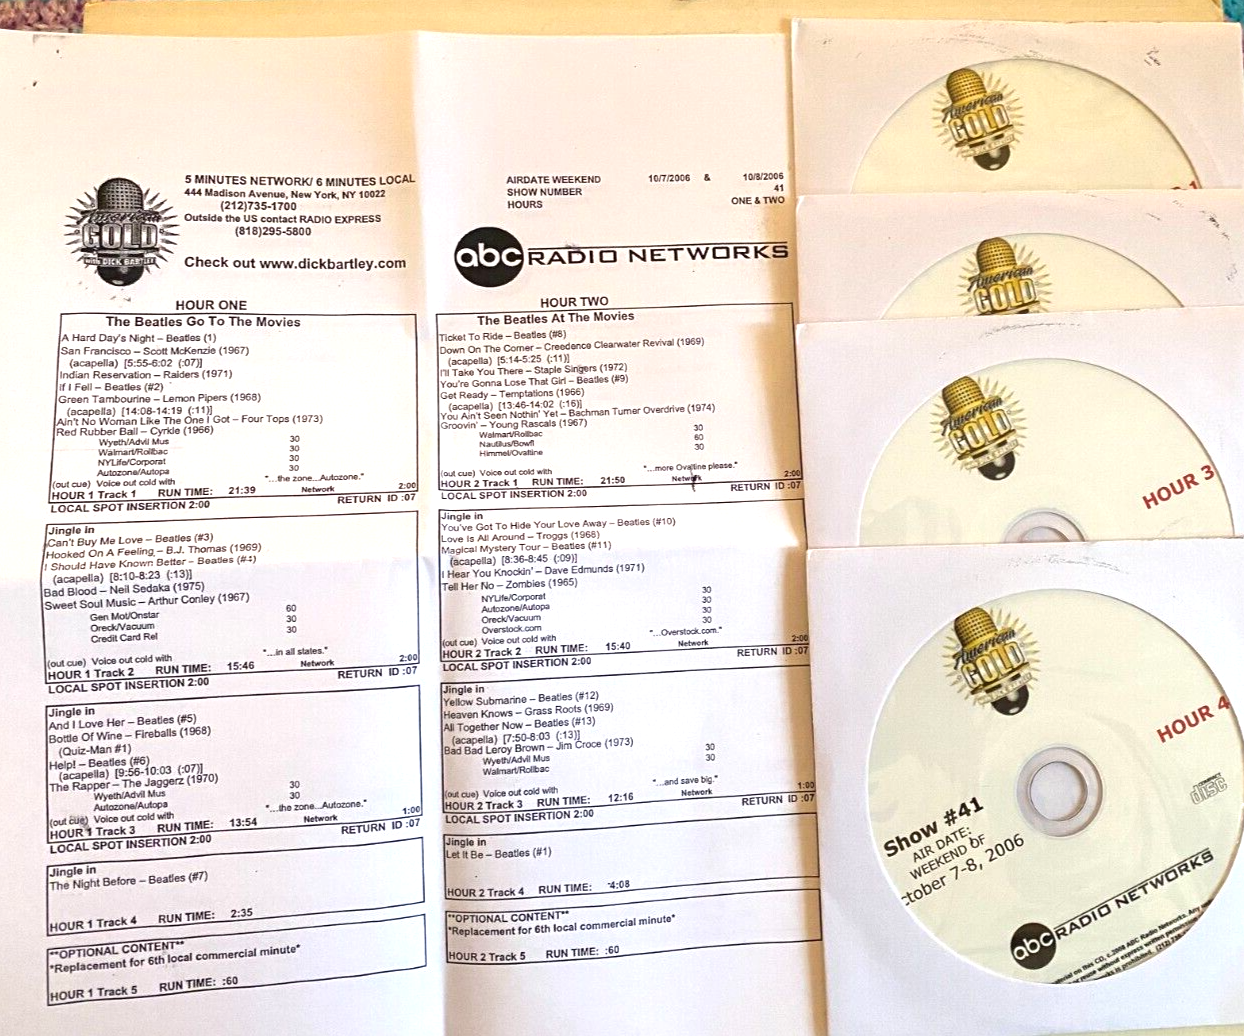 American
GOLD
with DICK BARTLEY
5 MINUTES NETWORK/ 6 MINUTES LOCAL
444 Madison Avenue, New York, NY 10022
(212)735-1700
Outside the US contact RADIO EXPRESS
(818)295-5800
Check out www.dickbartley.com
HOUR ONE
The Beatles Go To The Movies
A Hard Day's Night – Beatles (1)
San Francisco – Scott McKenzie (1967)
(acapella) [5:55-6:02 (:07)]
Indian Reservation – Raiders (1971)
If I Fell – Beatles (#2)
Green Tambourine – Lemon Pipers (1968)
(acapella) [14:08-14:19 (:11)]
Ain't No Woman Like The One I Got – Four Tops (1973)
Red Rubber Ball – Cyrkle (1966)
Wyeth/Advil Mus 30
Walmart/Rollbac 30
NYLife/Corporat 30
Autozone/Autopa 30
(out cue) Voice out cold with "...the zone...Autozone."
HOUR 1 Track 1 RUN TIME: 21:39 Network 2:00
LOCAL SPOT INSERTION 2:00 RETURN ID :07
Jingle in
Can't Buy Me Love – Beatles (#3)
Hooked On A Feeling – B.J. Thomas (1969)
I Should Have Known Better – Beatles (#4)
(acapella) [8:10-8:23 (:13)]
Bad Blood – Neil Sedaka (1975)
Sweet Soul Music – Arthur Conley (1967)
Gen Mot/Onstar 60
Oreck/Vacuum 30
Credit Card Rel 30
(out cue) Voice out cold with "...in all states."
HOUR 1 Track 2 RUN TIME: 15:46 Network 2:00
LOCAL SPOT INSERTION 2:00 RETURN ID :07
Jingle in
And I Love Her – Beatles (#5)
Bottle Of Wine – Fireballs (1968)
(Quiz-Man #1)
Help! – Beatles (#6)
(acapella) [9:56-10:03 (:07)]
The Rapper – The Jaggerz (1970)
Wyeth/Advil Mus 30
Autozone/Autopa 30
(out cue) Voice out cold with "...the zone...Autozone."
HOUR 1 Track 3 RUN TIME: 13:54 Network 1:00
LOCAL SPOT INSERTION 2:00 RETURN ID :07
Jingle in
The Night Before – Beatles (#7)
HOUR 1 Track 4 RUN TIME: 2:35
**OPTIONAL CONTENT**
*Replacement for 6th local commercial minute*
HOUR 1 Track 5 RUN TIME: :60
AIRDATE WEEKEND 10/7/2006 & 10/8/2006
SHOW NUMBER 41
HOURS ONE & TWO
abc RADIO NETWORKS
HOUR TWO
The Beatles At The Movies
Ticket To Ride – Beatles (#8)
Down On The Corner – Creedence Clearwater Revival (1969)
(acapella) [5:14-5:25 (:11)]
I'll Take You There – Staple Singers (1972)
You're Gonna Lose That Girl – Beatles (#9)
Get Ready – Temptations (1966)
(acapella) [13:46-14:02 (:16)]
You Ain't Seen Nothin' Yet – Bachman Turner Overdrive (1974)
Groovin' – Young Rascals (1967)
Walmart/Rollbac 30
Nautilus/Bowfl 60
Himmel/Ovaltine 30
(out cue) Voice out cold with "...more Ovaltine please."
HOUR 2 Track 1 RUN TIME: 21:50 Network 2:00
LOCAL SPOT INSERTION 2:00 RETURN ID :07
Jingle in
You've Got To Hide Your Love Away – Beatles (#10)
Love Is All Around – Troggs (1968)
Magical Mystery Tour – Beatles (#11)
(acapella) [8:36-8:45 (:09)]
I Hear You Knockin' – Dave Edmunds (1971)
Tell Her No – Zombies (1965)
NYLife/Corporat 30
Autozone/Autopa 30
Oreck/Vacuum 30
Overstock.com 30
(out cue) Voice out cold with "...Overstock.com."
HOUR 2 Track 2 RUN TIME: 15:40 Network 2:00
LOCAL SPOT INSERTION 2:00 RETURN ID :07
Jingle in
Yellow Submarine – Beatles (#12)
Heaven Knows – Grass Roots (1969)
All Together Now – Beatles (#13)
(acapella) [7:50-8:03 (:13)]
Bad Bad Leroy Brown – Jim Croce (1973)
Wyeth/Advil Mus 30
Walmart/Rollbac 30
(out cue) Voice out cold with "...and save big."
HOUR 2 Track 3 RUN TIME: 12:16 Network 1:00
LOCAL SPOT INSERTION 2:00 RETURN ID :07
Jingle in
Let It Be – Beatles (#1)
HOUR 2 Track 4 RUN TIME: 4:08
**OPTIONAL CONTENT**
*Replacement for 6th local commercial minute*
HOUR 2 Track 5 RUN TIME: :60
American
GOLD
1
American
GOLD
American
GOLD
HOUR 3
American
GOLD
HOUR 4
COMPACT
disc
Show #41
AIR DATE:
WEEKEND OF
ctober 7-8, 2006
abc RADIO NETWORKS
material on this CD, c.2006 ABC Radio Networks. Any
or reuse without express written permission
is prohibited. (212)